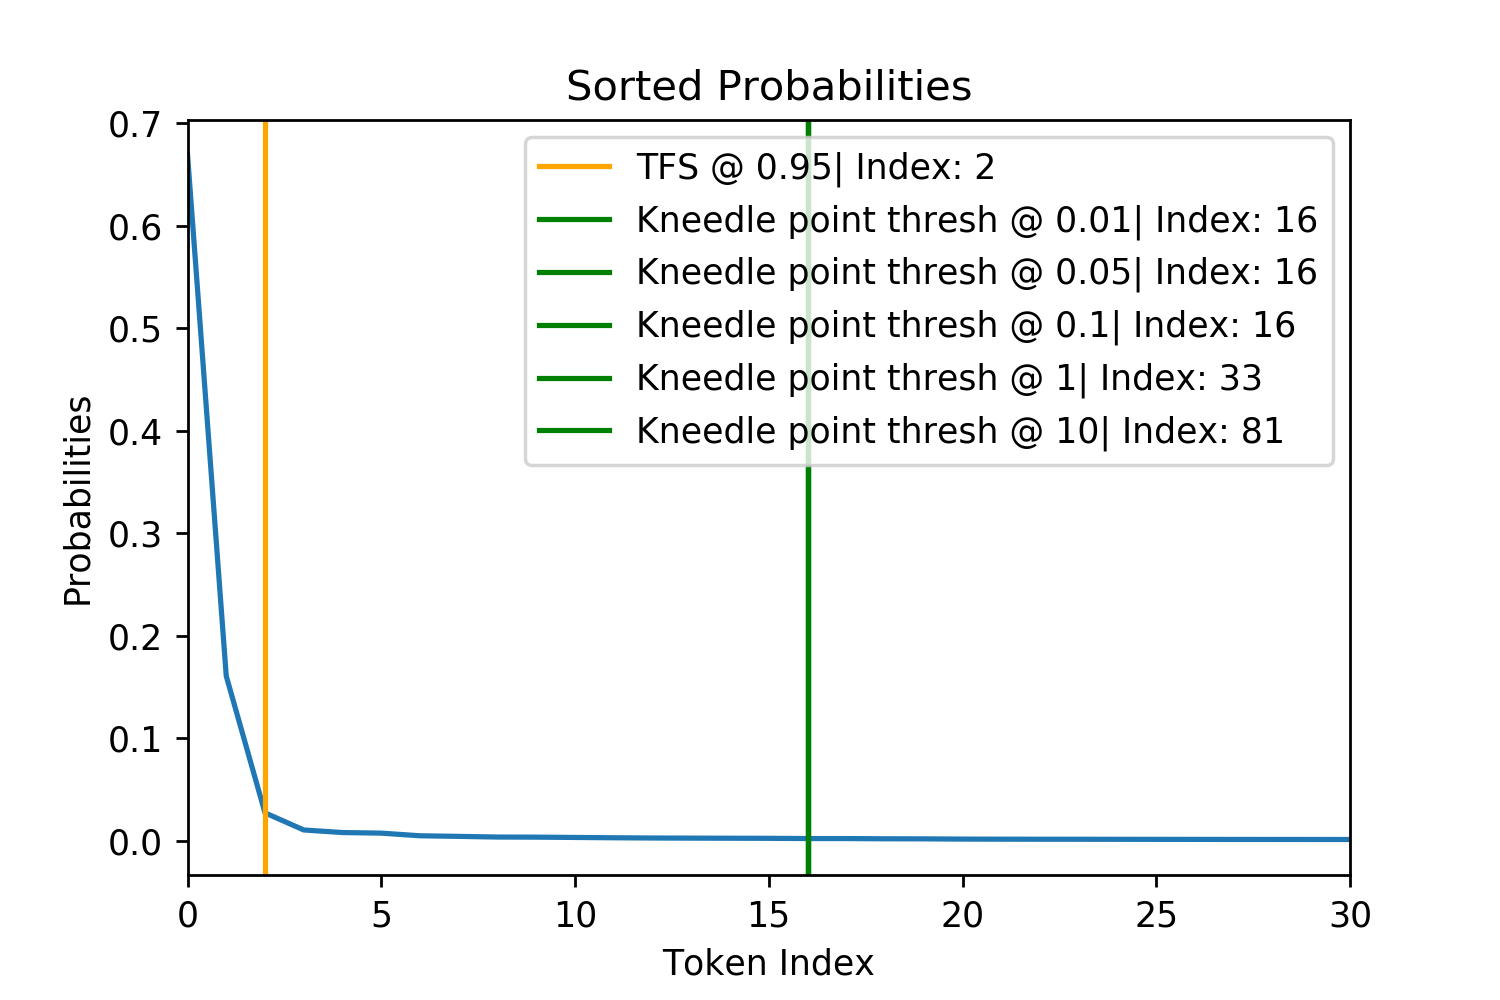 Sorted Probabilities
0.7
0.6
0.5
0.4
0.3
0.2
0.1
0.0
Probabilities
TFS @ 0.95| Index: 2
Kneedle point thresh @ 0.01| Index: 16
Kneedle point thresh @ 0.05| Index: 16
Kneedle point thresh @ 0.1| Index: 16
Kneedle point thresh @ 1| Index: 33
Kneedle point thresh @ 10| Index: 81
0 5 10 15 20 25 30
Token Index